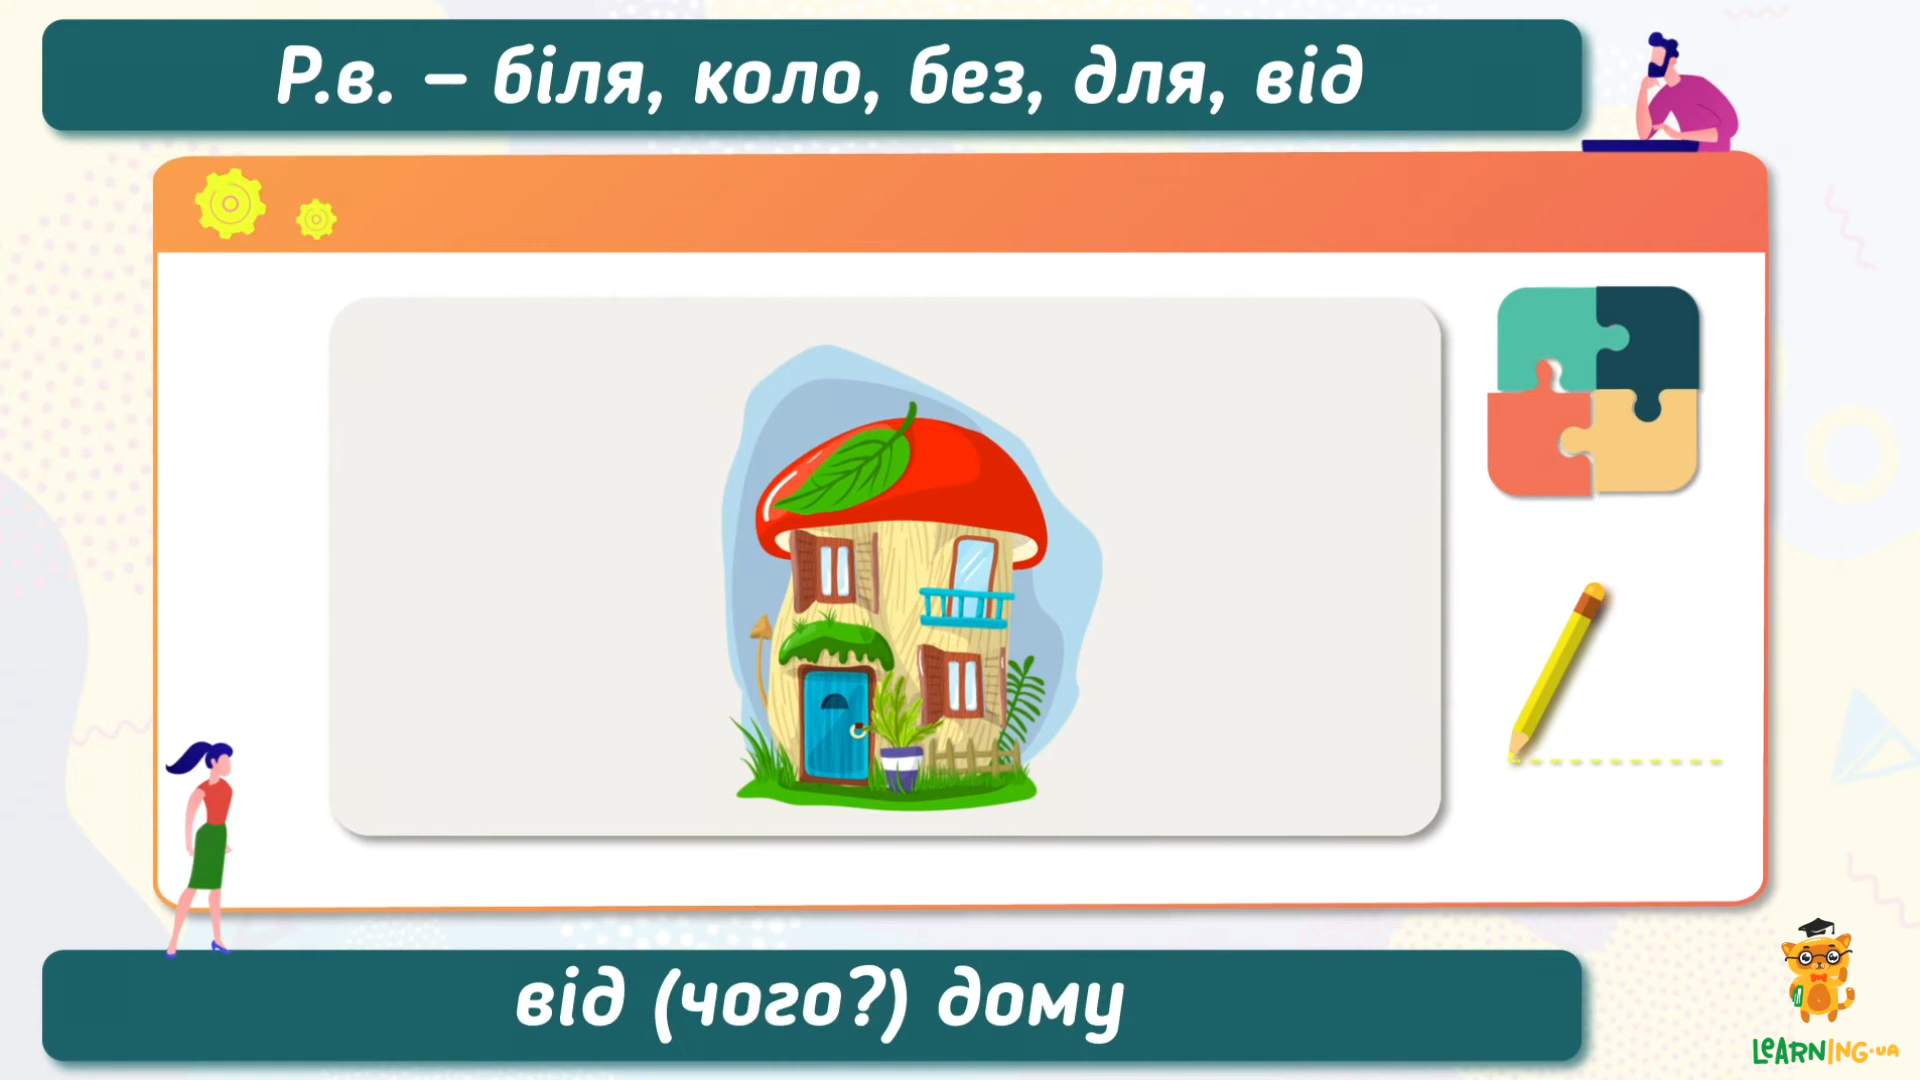 Р.в. – біля, коло, без, для, від
від (чого?) дому
LEARNING.UA